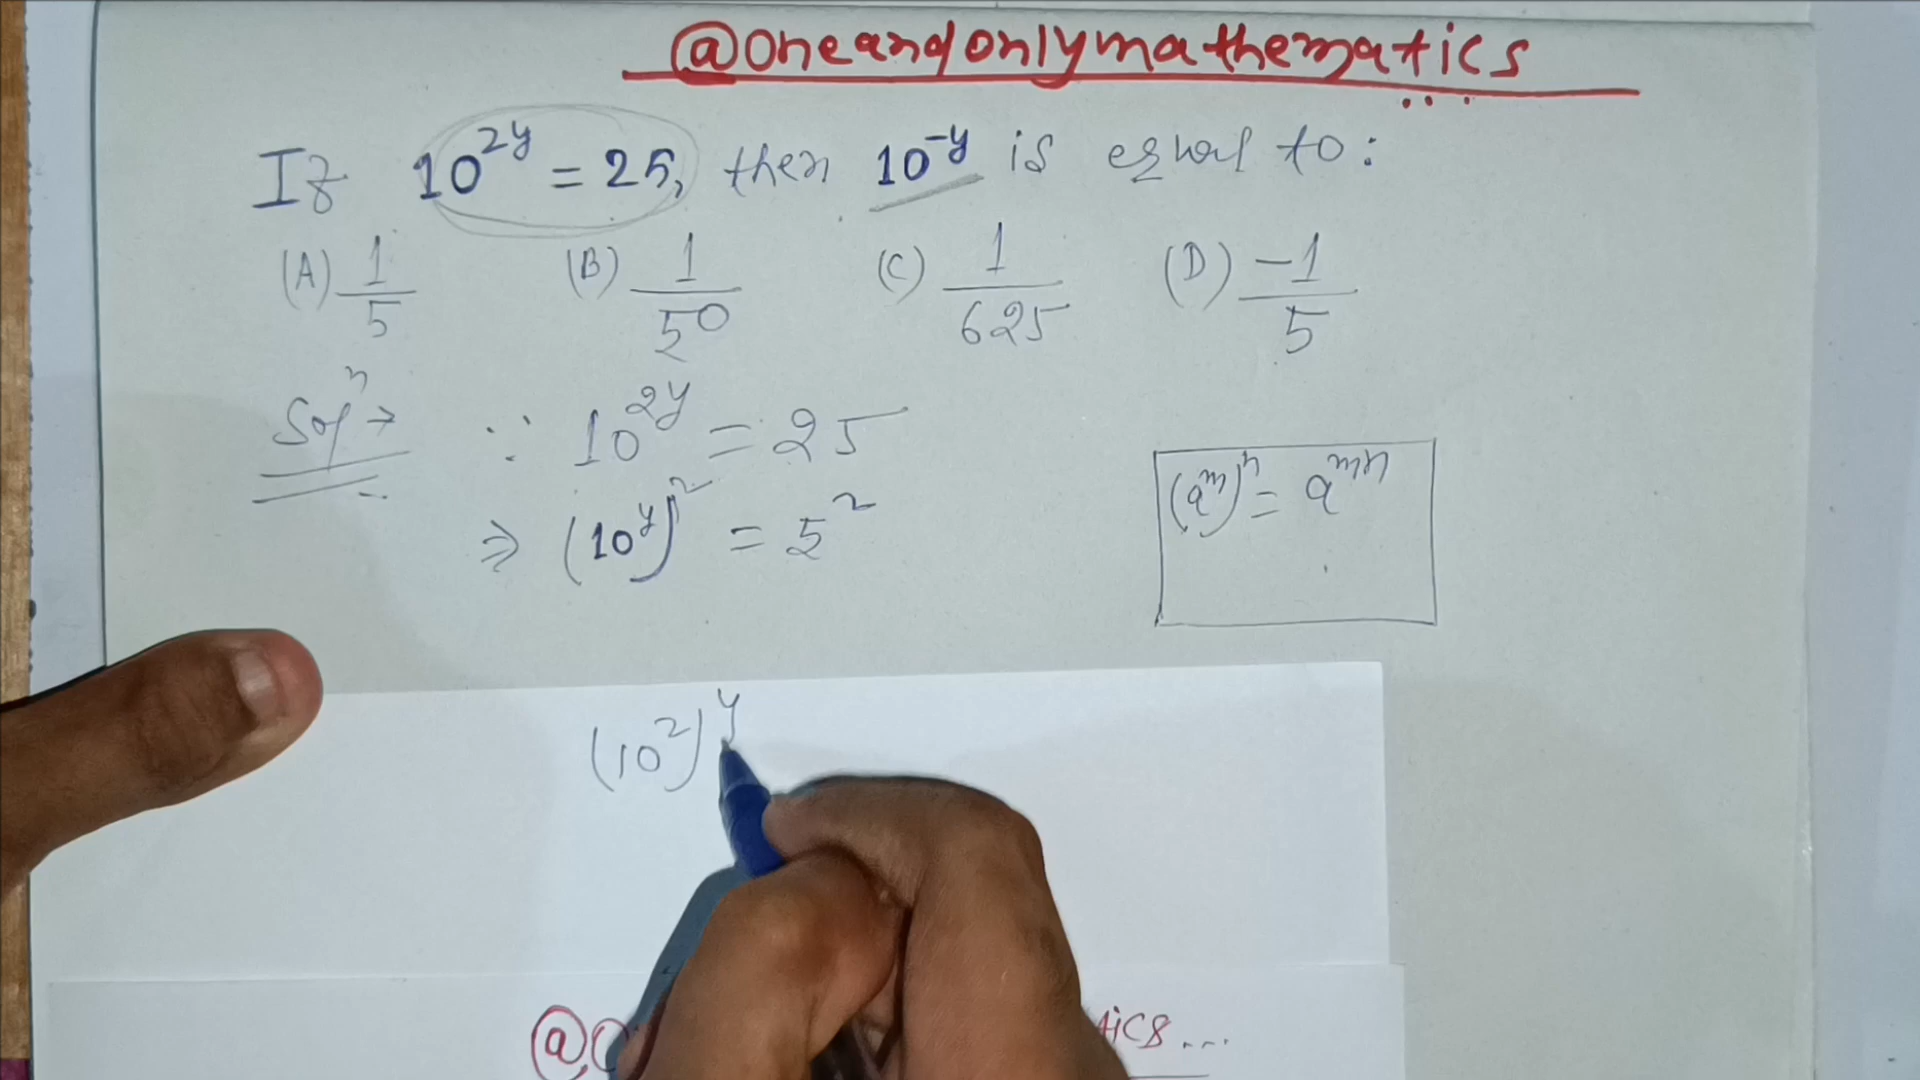 @oneandonlymathematics
If 10^{2y} = 25, then 10^{-y} is equal to:
(A) 1/5 (B) 1/50 (C) 1/625 (D) -1/5
Sol^n → ∵ 10^{2y} = 25
⇒ (10^y)^2 = 5^2
(a^m)^n = a^{mn}
(10^2)^y